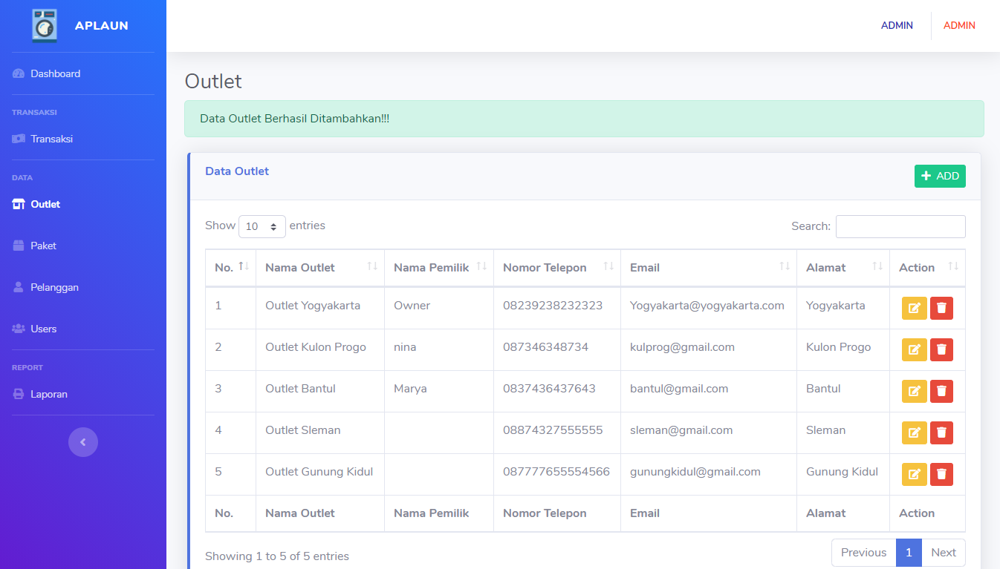 APLAUN
ADMIN ADMIN
Dashboard
TRANSAKSI
Transaksi
DATA
Outlet
Paket
Pelanggan
Users
REPORT
Laporan
Outlet
Data Outlet Berhasil Ditambahkan!!!
Data Outlet
ADD
Show 10 entries
Search:
No. Nama Outlet Nama Pemilik Nomor Telepon Email Alamat Action
1 Outlet Yogyakarta Owner 08239238232323 Yogyakarta@yogyakarta.com Yogyakarta
2 Outlet Kulon Progo nina 087346348734 kulprog@gmail.com Kulon Progo
3 Outlet Bantul Marya 0837436437643 bantul@gmail.com Bantul
4 Outlet Sleman 08874327555555 sleman@gmail.com Sleman
5 Outlet Gunung Kidul 087777655554566 gunungkidul@gmail.com Gunung Kidul
No. Nama Outlet Nama Pemilik Nomor Telepon Email Alamat Action
Showing 1 to 5 of 5 entries
Previous 1 Next